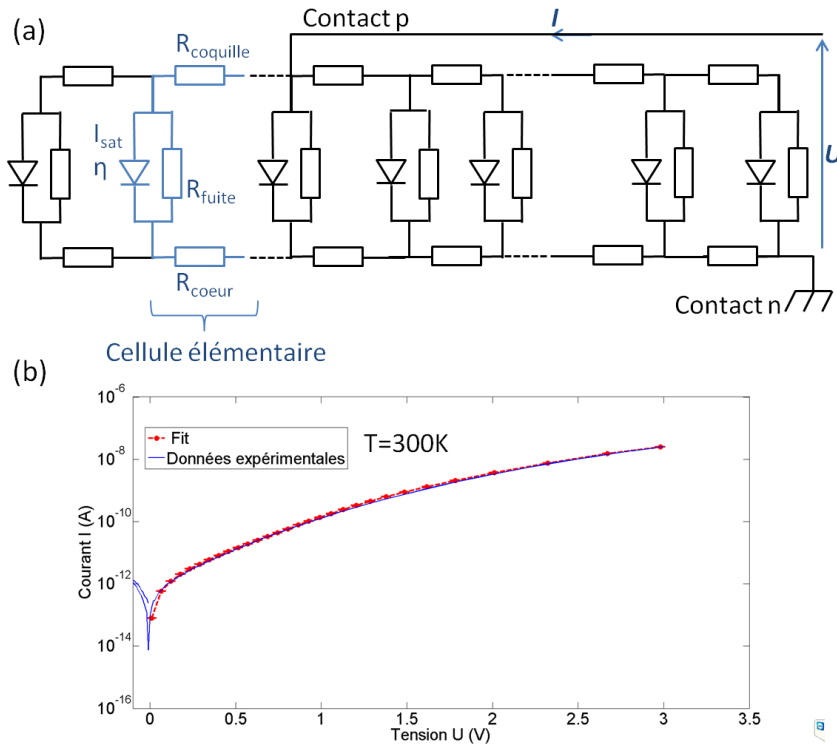 (a)
Contact p
I
R_coquille
I_sat
η
R_fuite
U
R_coeur
Contact n
Cellule élémentaire
(b)
10^-6
10^-8
10^-10
10^-12
10^-14
10^-16
Courant I (A)
Fit
Données expérimentales
T=300K
0 0.5 1 1.5 2 2.5 3 3.5
Tension U (V)